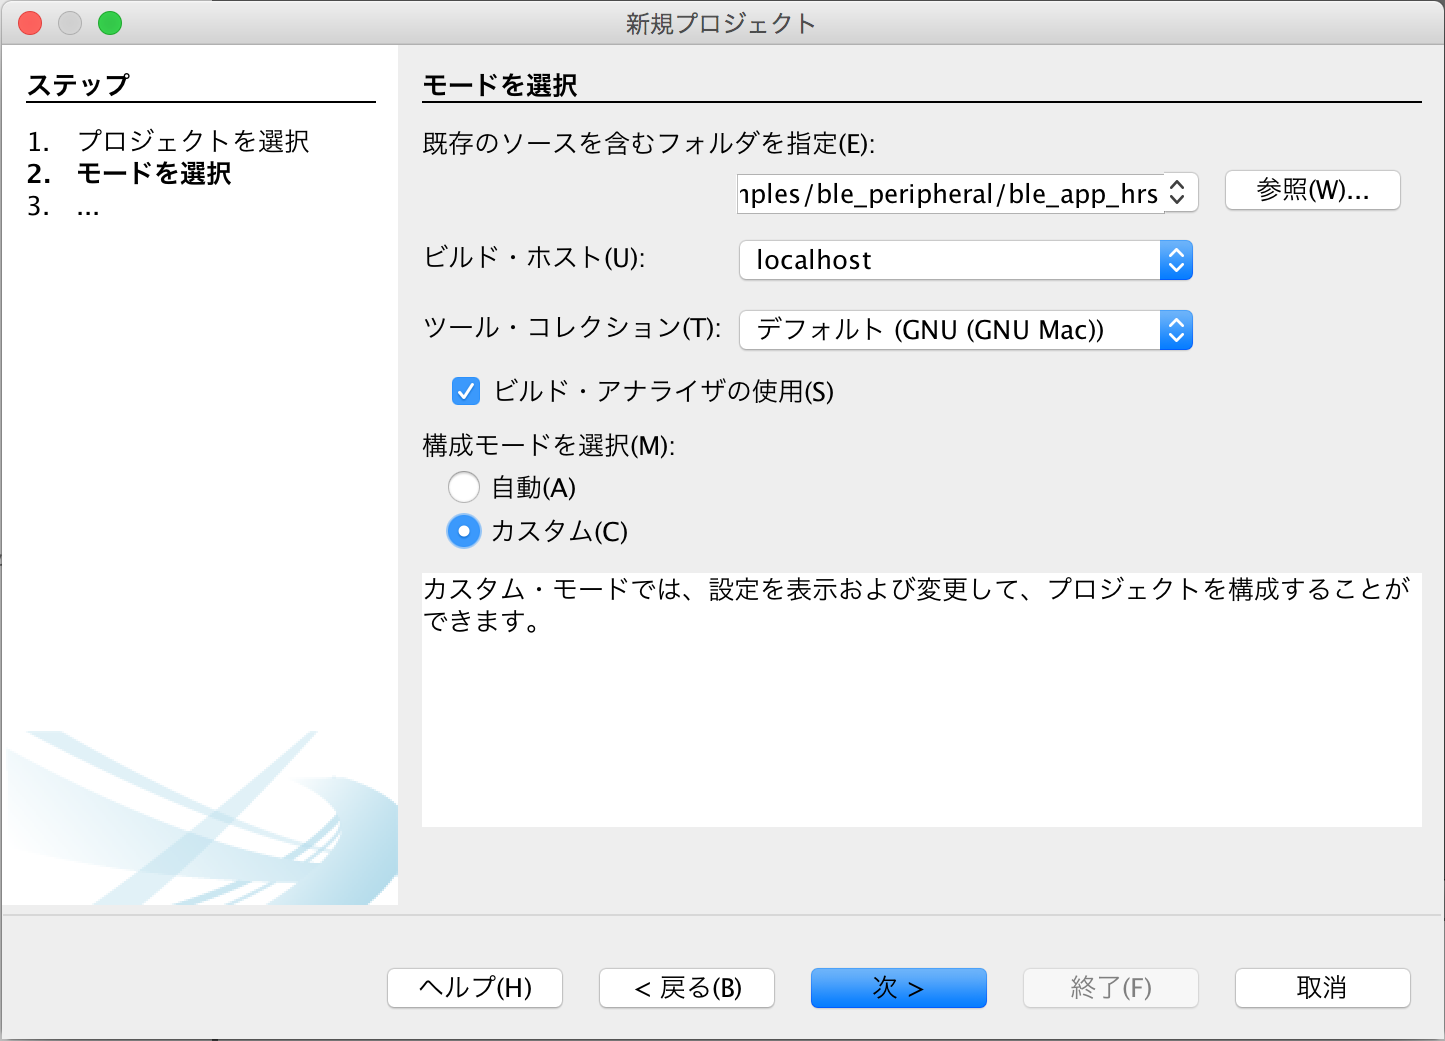 新規プロジェクト
ステップ
1. プロジェクトを選択
2. モードを選択
3. ...
モードを選択
既存のソースを含むフォルダを指定(E):
nples/ble_peripheral/ble_app_hrs
参照(W)...
ビルド・ホスト(U):
localhost
ツール・コレクション(T):
デフォルト (GNU (GNU Mac))
ビルド・アナライザの使用(S)
構成モードを選択(M):
自動(A)
カスタム(C)
カスタム・モードでは、設定を表示および変更して、プロジェクトを構成することが
できます。
ヘルプ(H)
< 戻る(B)
次 >
終了(F)
取消